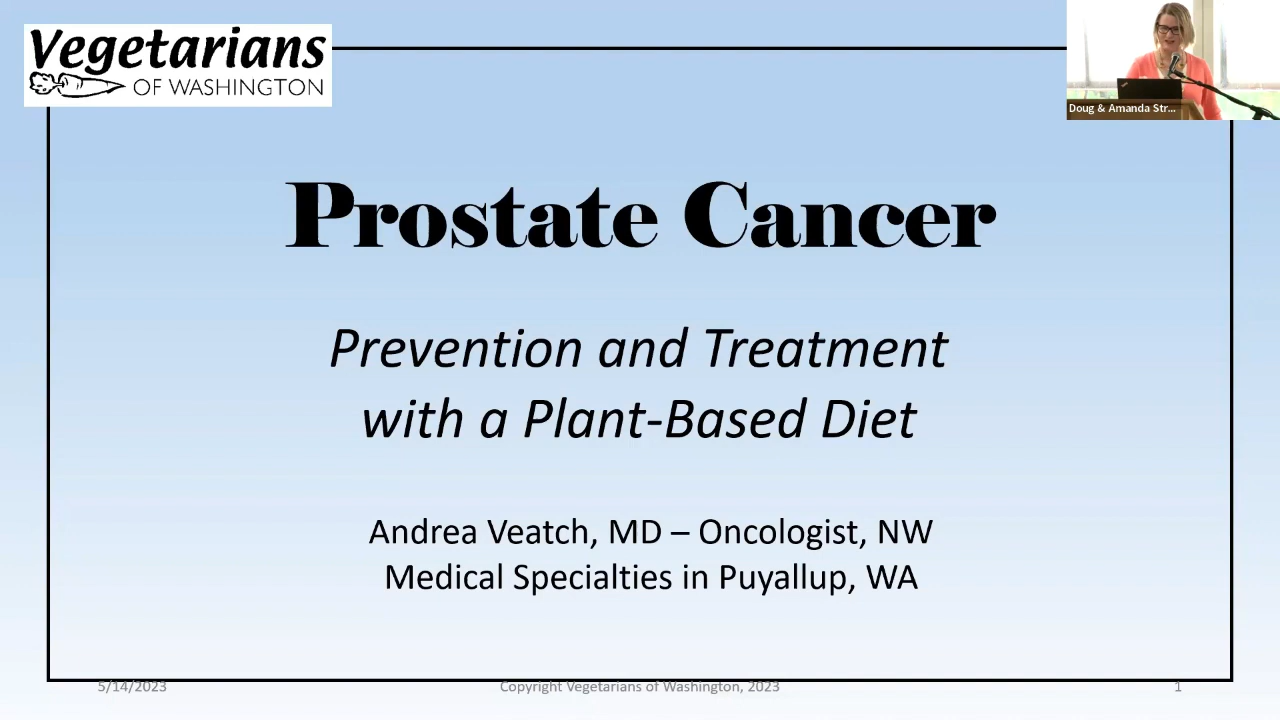 Vegetarians
OF WASHINGTON
Doug & Amanda Str...
Prostate Cancer
Prevention and Treatment
with a Plant-Based Diet
Andrea Veatch, MD – Oncologist, NW
Medical Specialties in Puyallup, WA
5/14/2023
Copyright Vegetarians of Washington, 2023
1